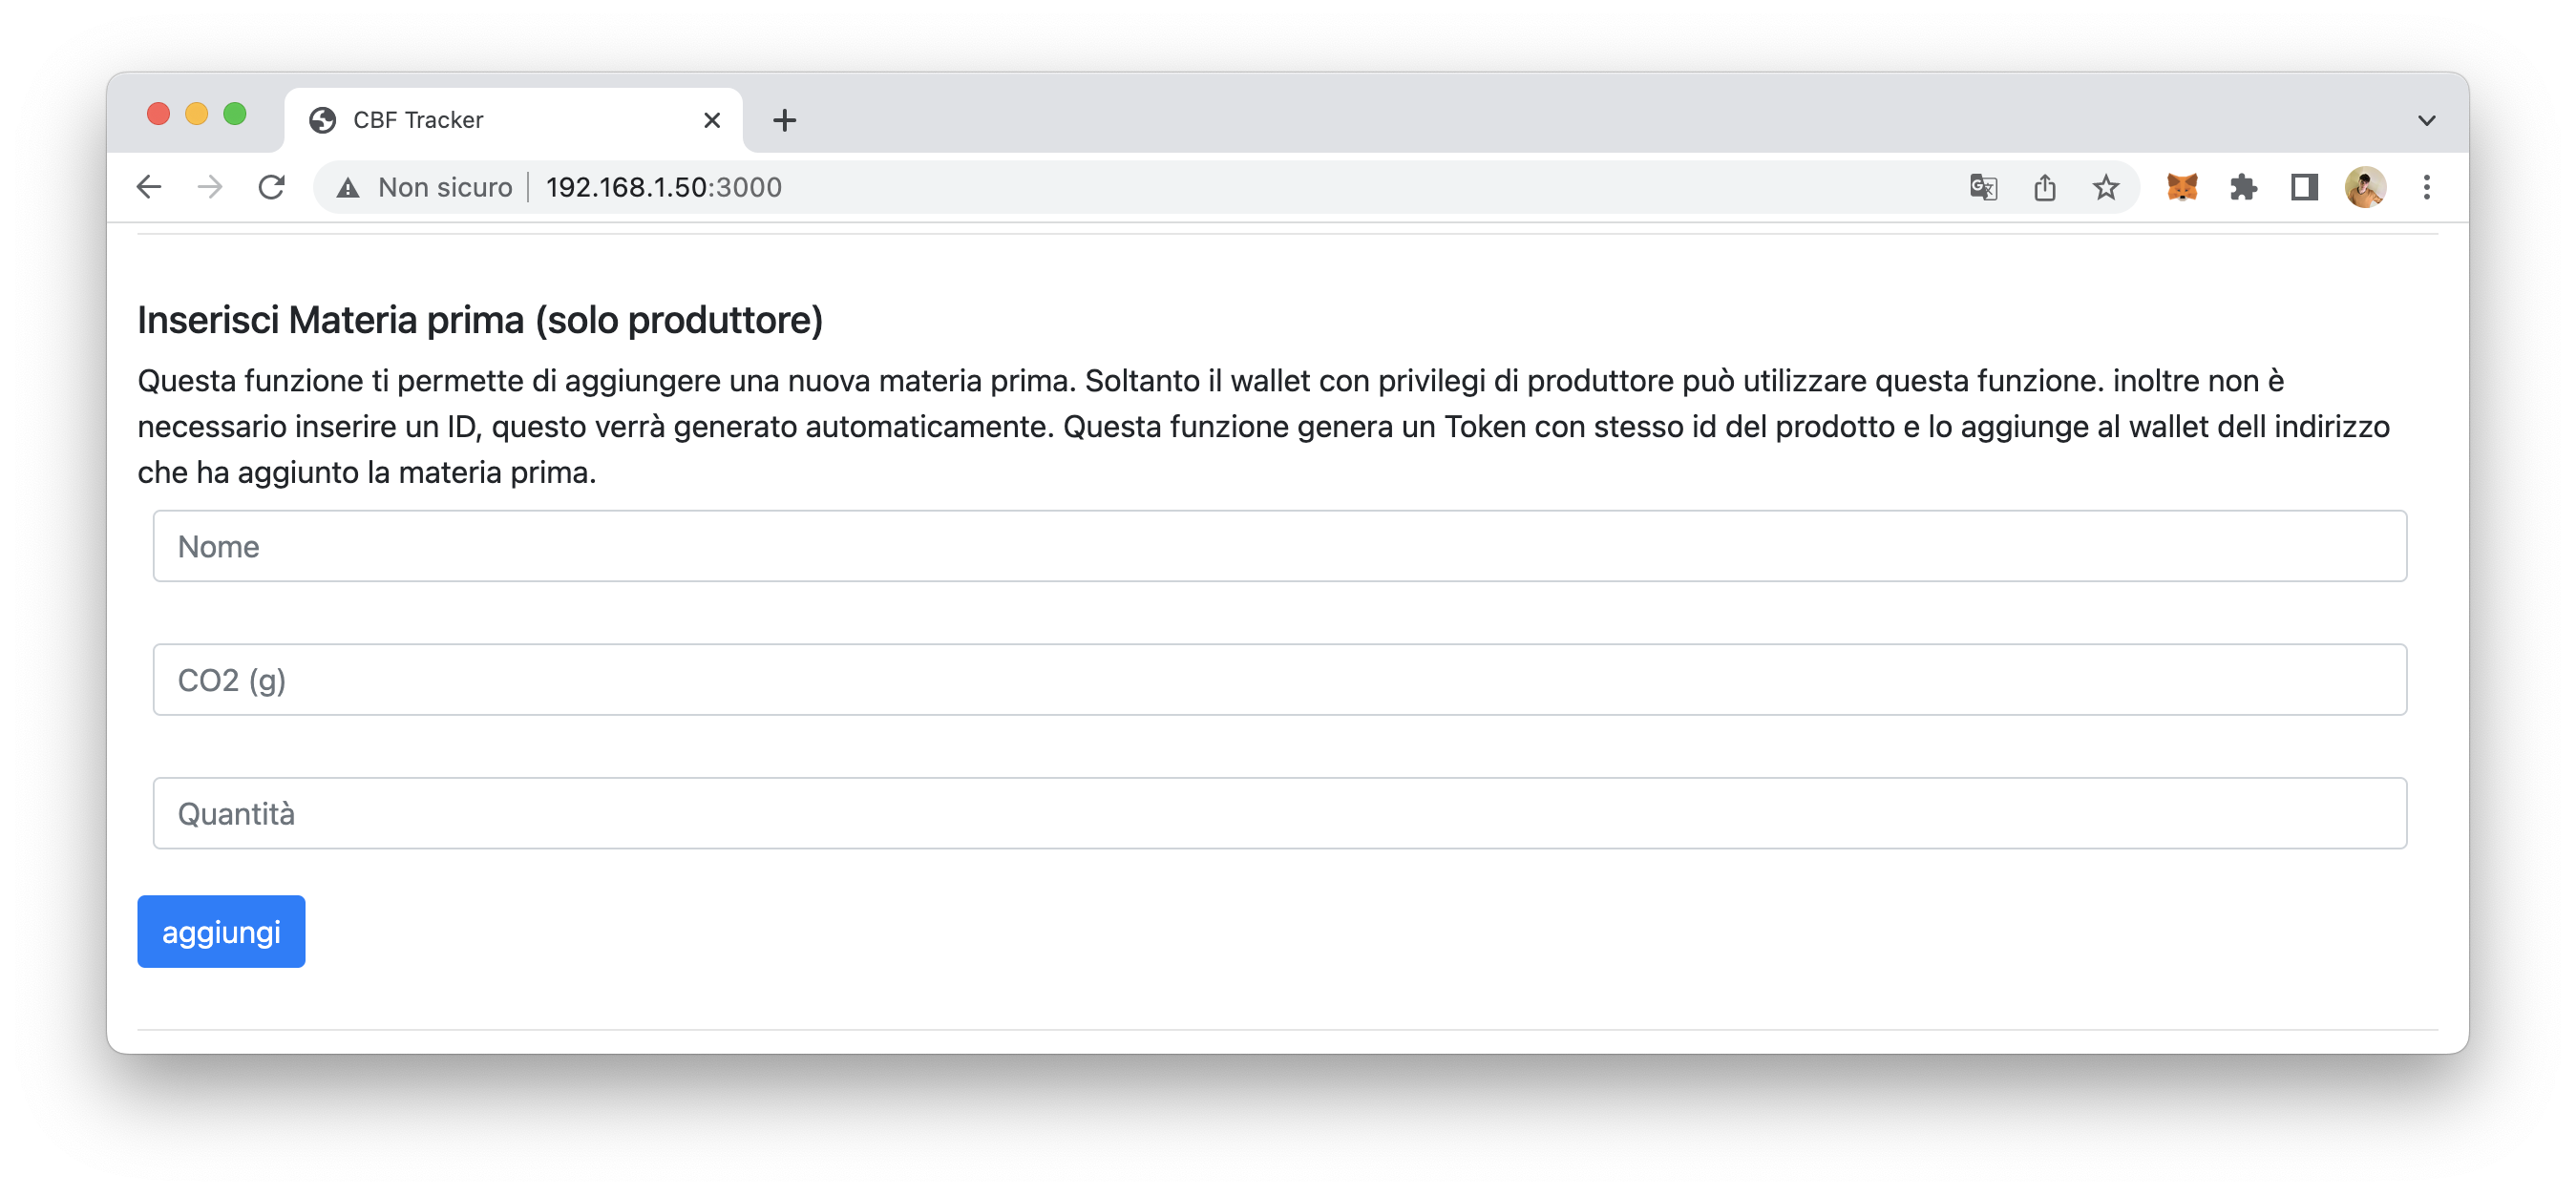 CBF Tracker
Non sicuro 192.168.1.50:3000
Inserisci Materia prima (solo produttore)
Questa funzione ti permette di aggiungere una nuova materia prima. Soltanto il wallet con privilegi di produttore può utilizzare questa funzione. inoltre non è
necessario inserire un ID, questo verrà generato automaticamente. Questa funzione genera un Token con stesso id del prodotto e lo aggiunge al wallet dell indirizzo
che ha aggiunto la materia prima.
Nome
CO2 (g)
Quantità
aggiungi